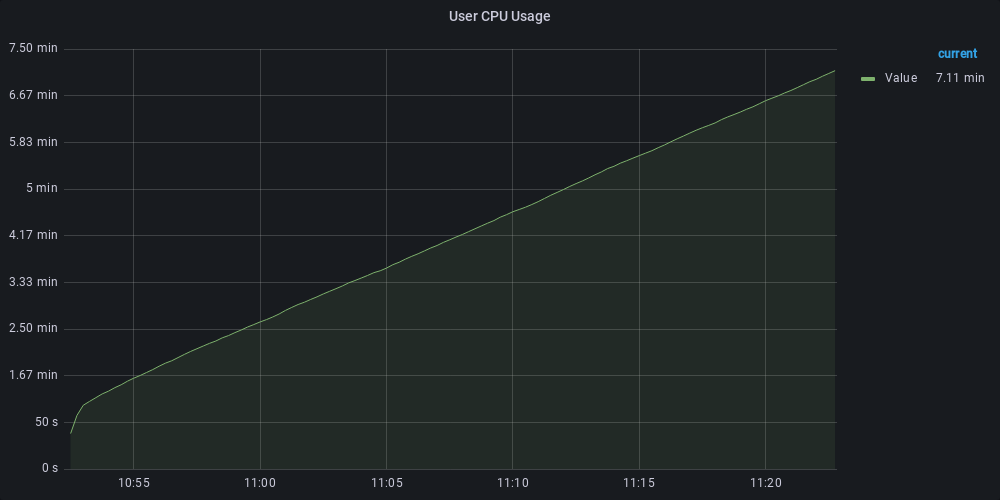 User CPU Usage
7.50 min
6.67 min
5.83 min
5 min
4.17 min
3.33 min
2.50 min
1.67 min
50 s
0 s
10:55 11:00 11:05 11:10 11:15 11:20
current
Value 7.11 min